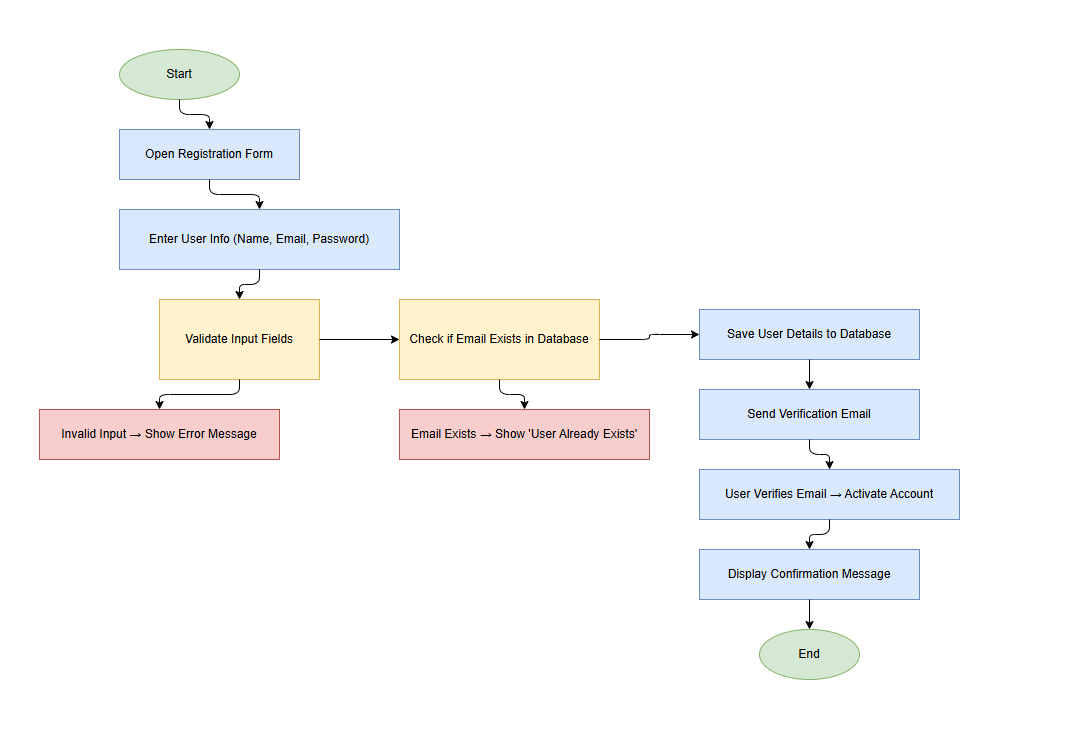 Start
Open Registration Form
Enter User Info (Name, Email, Password)
Validate Input Fields
Check if Email Exists in Database
Save User Details to Database
Invalid Input → Show Error Message
Email Exists → Show 'User Already Exists'
Send Verification Email
User Verifies Email → Activate Account
Display Confirmation Message
End